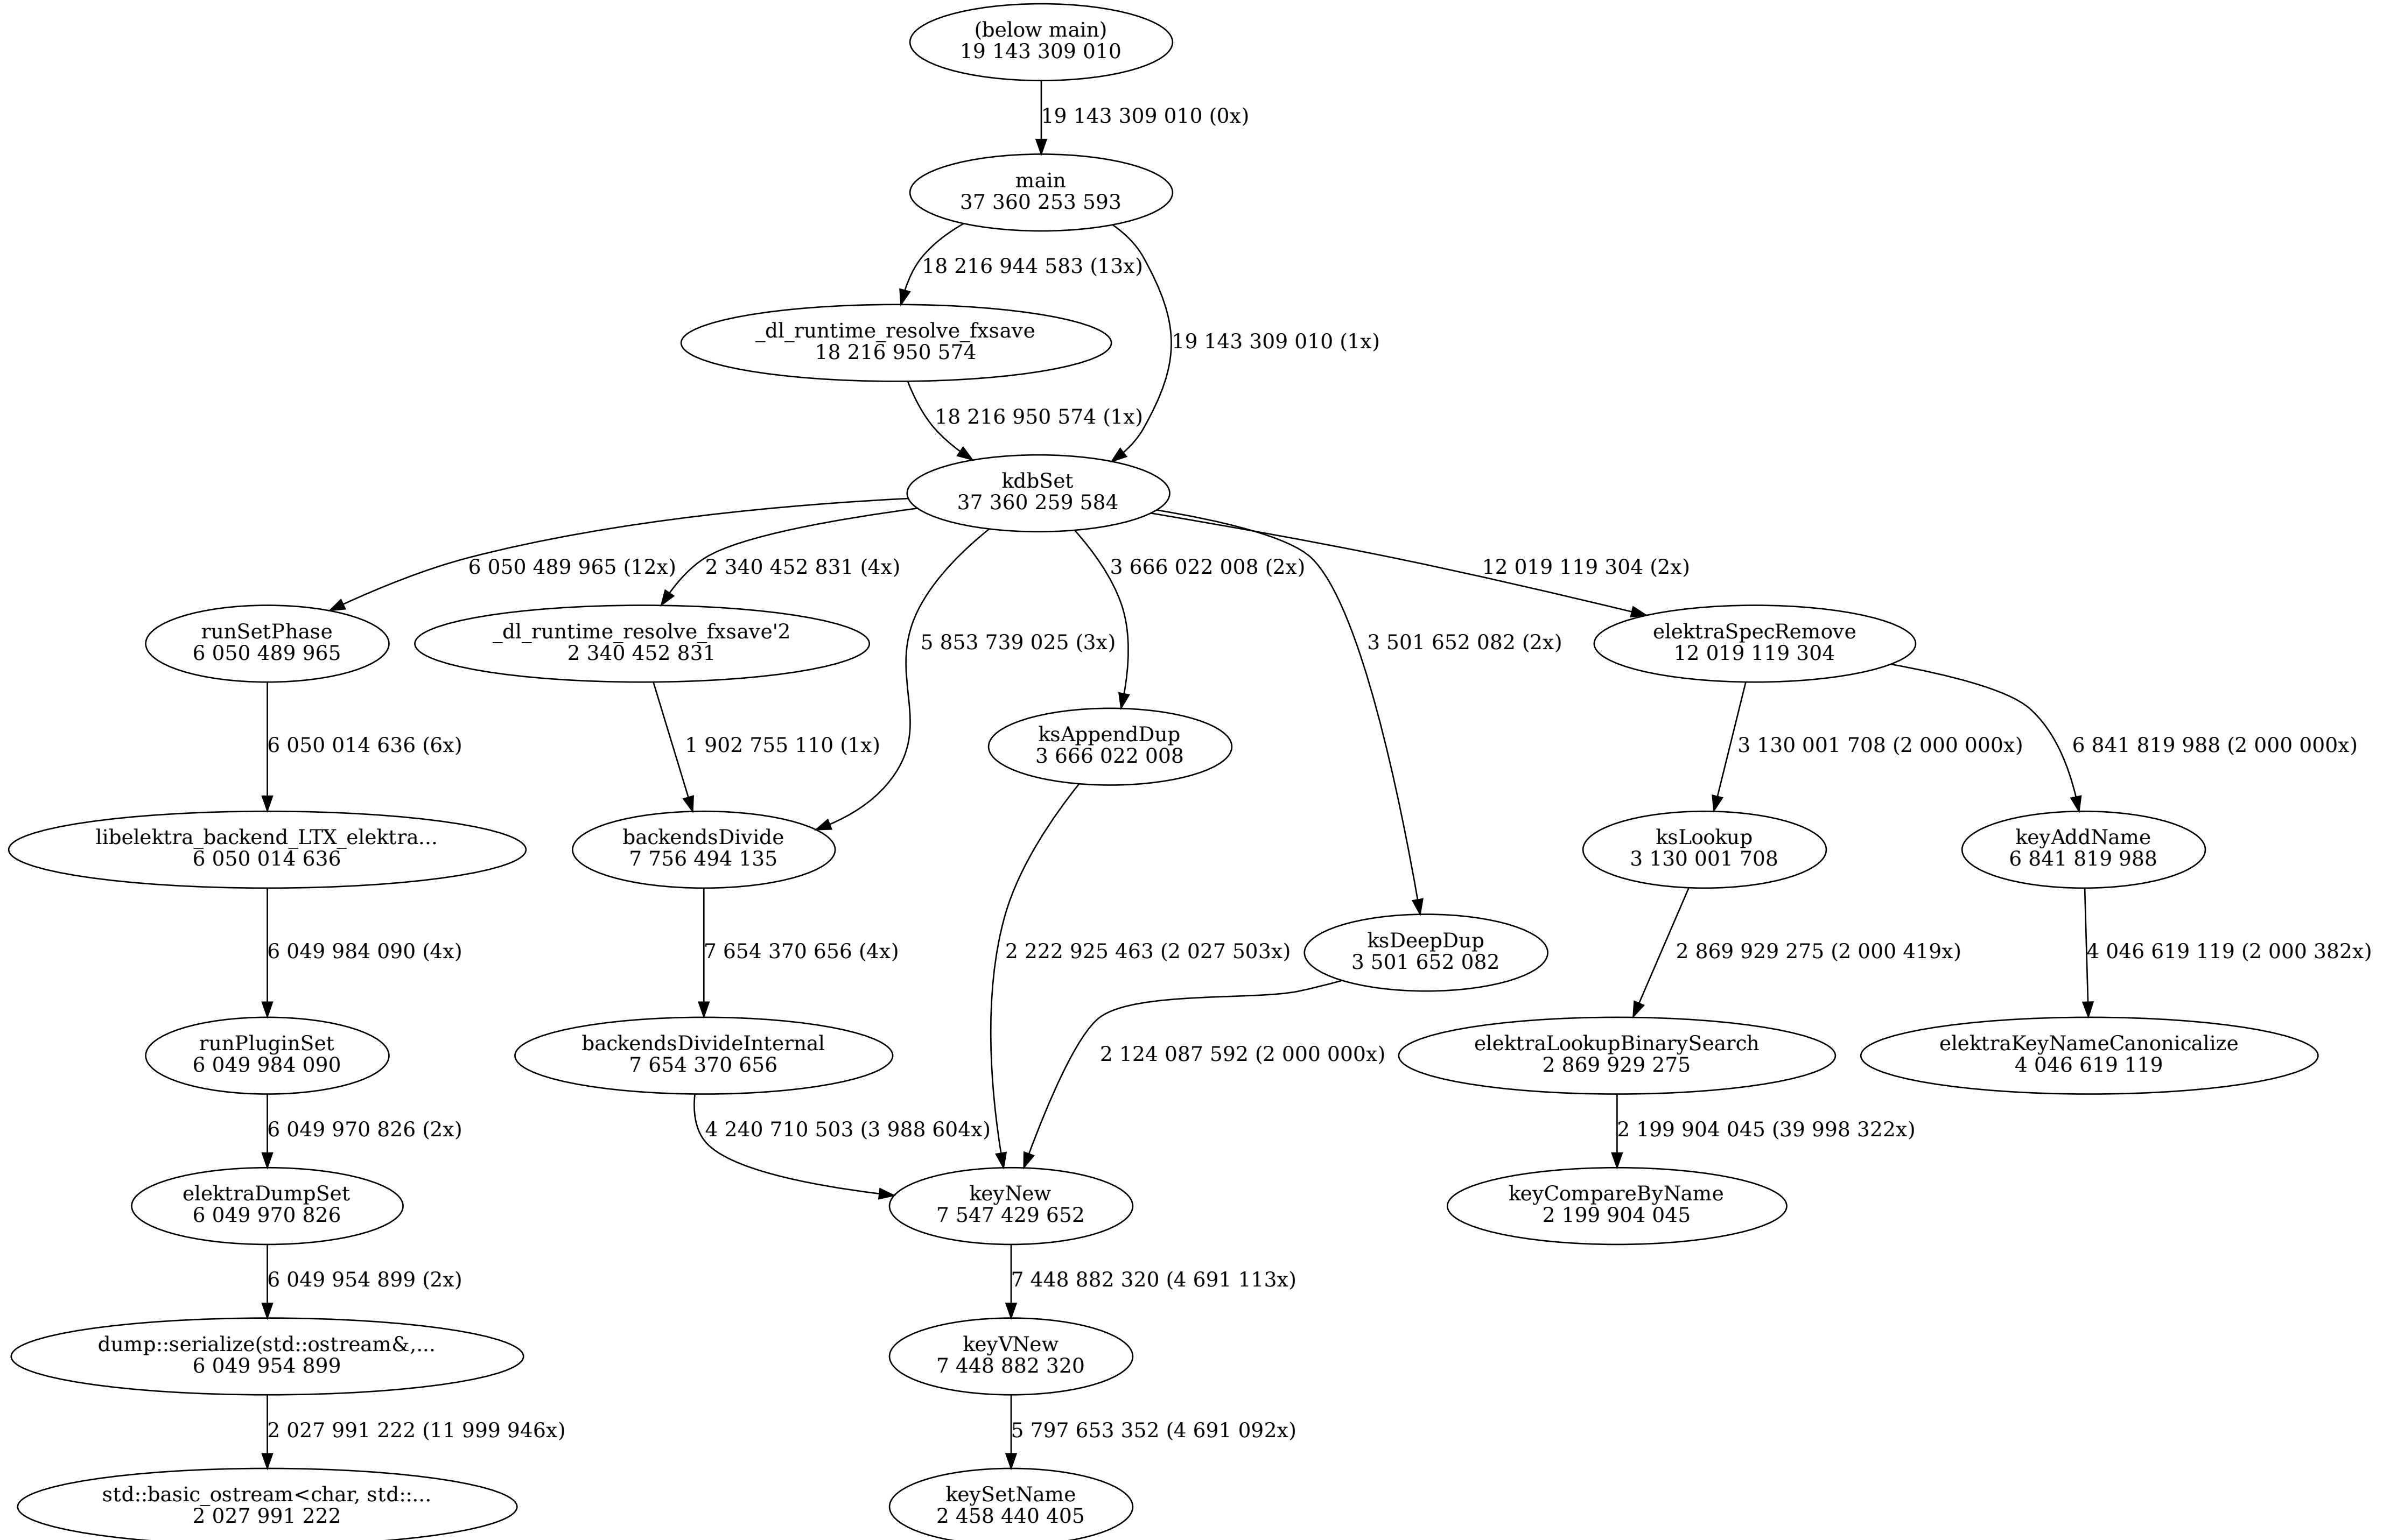 (below main)
19 143 309 010
19 143 309 010 (0x)
main
37 360 253 593
18 216 944 583 (13x)
_dl_runtime_resolve_fxsave
18 216 950 574
19 143 309 010 (1x)
18 216 950 574 (1x)
kdbSet
37 360 259 584
6 050 489 965 (12x)
2 340 452 831 (4x)
3 666 022 008 (2x)
12 019 119 304 (2x)
runSetPhase
6 050 489 965
_dl_runtime_resolve_fxsave'2
2 340 452 831
5 853 739 025 (3x)
3 501 652 082 (2x)
elektraSpecRemove
12 019 119 304
6 050 014 636 (6x)
1 902 755 110 (1x)
ksAppendDup
3 666 022 008
3 130 001 708 (2 000 000x)
6 841 819 988 (2 000 000x)
libelektra_backend_LTX_elektra...
6 050 014 636
backendsDivide
7 756 494 135
ksLookup
3 130 001 708
keyAddName
6 841 819 988
6 049 984 090 (4x)
7 654 370 656 (4x)
2 222 925 463 (2 027 503x)
ksDeepDup
3 501 652 082
2 869 929 275 (2 000 419x)
4 046 619 119 (2 000 382x)
runPluginSet
6 049 984 090
backendsDivideInternal
7 654 370 656
2 124 087 592 (2 000 000x)
elektraLookupBinarySearch
2 869 929 275
elektraKeyNameCanonicalize
4 046 619 119
6 049 970 826 (2x)
4 240 710 503 (3 988 604x)
2 199 904 045 (39 998 322x)
elektraDumpSet
6 049 970 826
keyNew
7 547 429 652
keyCompareByName
2 199 904 045
6 049 954 899 (2x)
7 448 882 320 (4 691 113x)
dump::serialize(std::ostream&,...
6 049 954 899
keyVNew
7 448 882 320
2 027 991 222 (11 999 946x)
5 797 653 352 (4 691 092x)
std::basic_ostream<char, std::...
2 027 991 222
keySetName
2 458 440 405